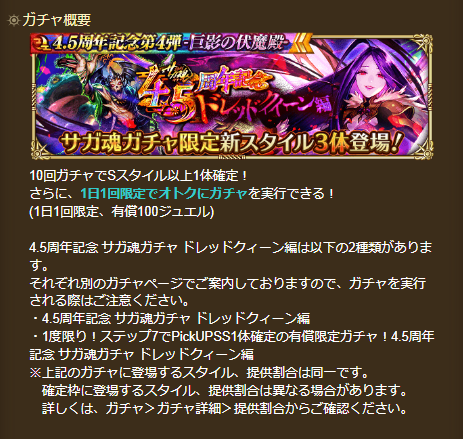 ガチャ概要
4.5周年記念第4弾-巨影の伏魔殿-
サガ魂
4.5周年記念
ドレッドクィーン編
サガ魂ガチャ限定新スタイル3体登場!
10回ガチャでSスタイル以上1体確定!
さらに、1日1回限定でオトクにガチャを実行できる!
(1日1回限定、有償100ジュエル)
4.5周年記念 サガ魂ガチャ ドレッドクィーン編は以下の2種類がありま
す。
それぞれ別のガチャページでご案内しておりますので、ガチャを実行
される際はご注意ください。
・4.5周年記念 サガ魂ガチャ ドレッドクィーン編
・1度限り!ステップ7でPickUPSS1体確定の有償限定ガチャ!4.5周年
記念 サガ魂ガチャ ドレッドクィーン編
※上記のガチャに登場するスタイル、提供割合は同一です。
確定枠に登場するスタイル、提供割合は異なる場合があります。
詳しくは、ガチャ>ガチャ詳細>提供割合からご確認ください。